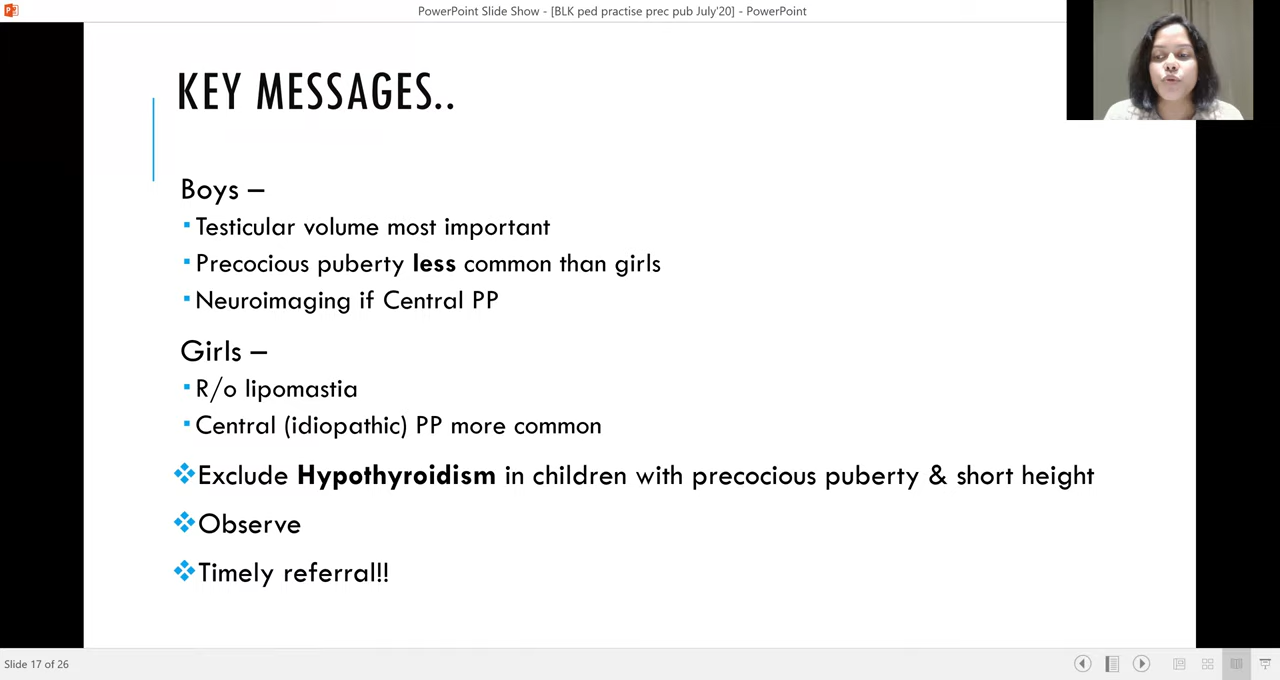 PowerPoint Slide Show - [BLK ped practise prec pub July'20] - PowerPoint
KEY MESSAGES..
Boys –
Testicular volume most important
Precocious puberty less common than girls
Neuroimaging if Central PP
Girls –
R/o lipomastia
Central (idiopathic) PP more common
Exclude Hypothyroidism in children with precocious puberty & short height
Observe
Timely referral!!
Slide 17 of 26